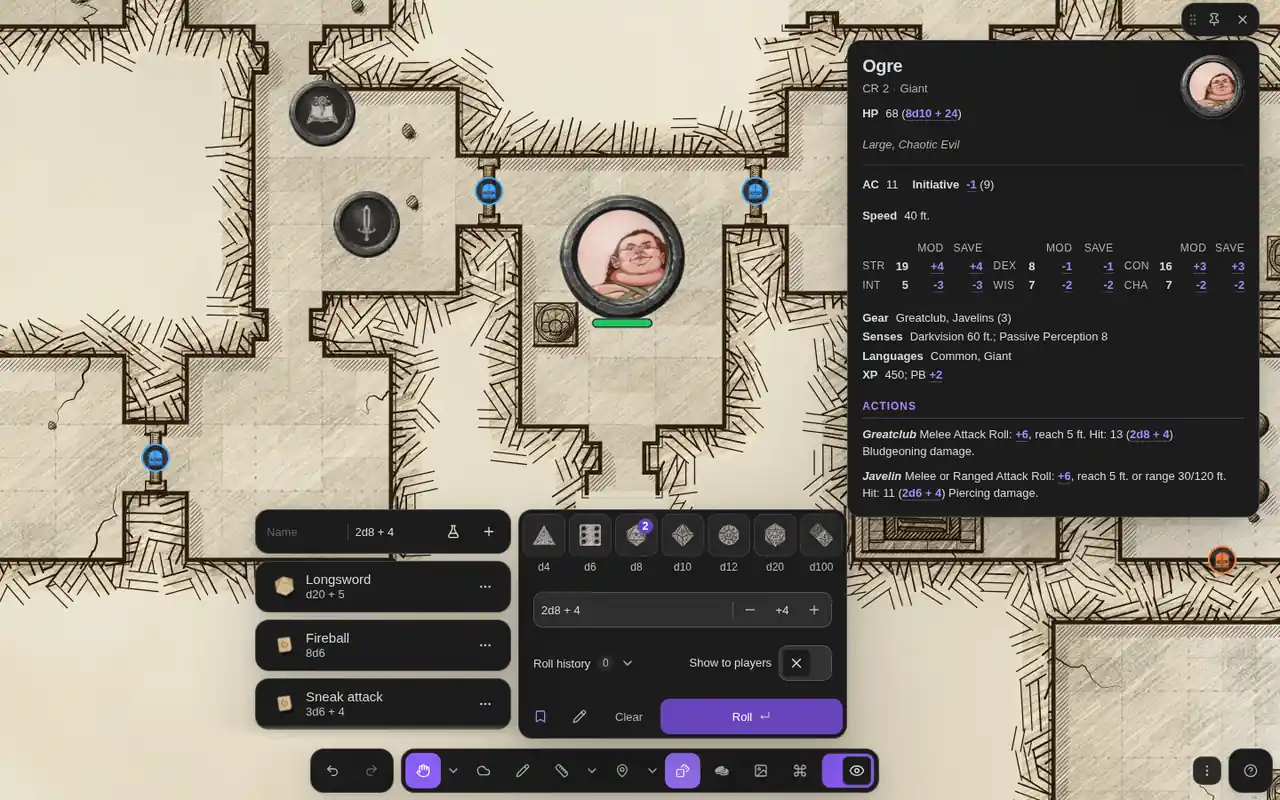 Ogre
CR 2 · Giant
HP 68 (8d10 + 24)
Large, Chaotic Evil
AC 11 Initiative -1 (9)
Speed 40 ft.
MOD SAVE MOD SAVE MOD SAVE
STR 19 +4 +4 DEX 8 -1 -1 CON 16 +3 +3
INT 5 -3 -3 WIS 7 -2 -2 CHA 7 -2 -2
Gear Greatclub, Javelins (3)
Senses Darkvision 60 ft.; Passive Perception 8
Languages Common, Giant
XP 450; PB +2
ACTIONS
Greatclub Melee Attack Roll: +6, reach 5 ft. Hit: 13 (2d8 + 4)
Bludgeoning damage.
Javelin Melee or Ranged Attack Roll: +6, reach 5 ft. or range 30/120 ft.
Hit: 11 (2d6 + 4) Piercing damage.
Name 2d8 + 4
Longsword
d20 + 5
Fireball
8d6
Sneak attack
3d6 + 4
2
d4 d6 d8 d10 d12 d20 d100
2d8 + 4 +4
Roll history 0 Show to players
Clear Roll